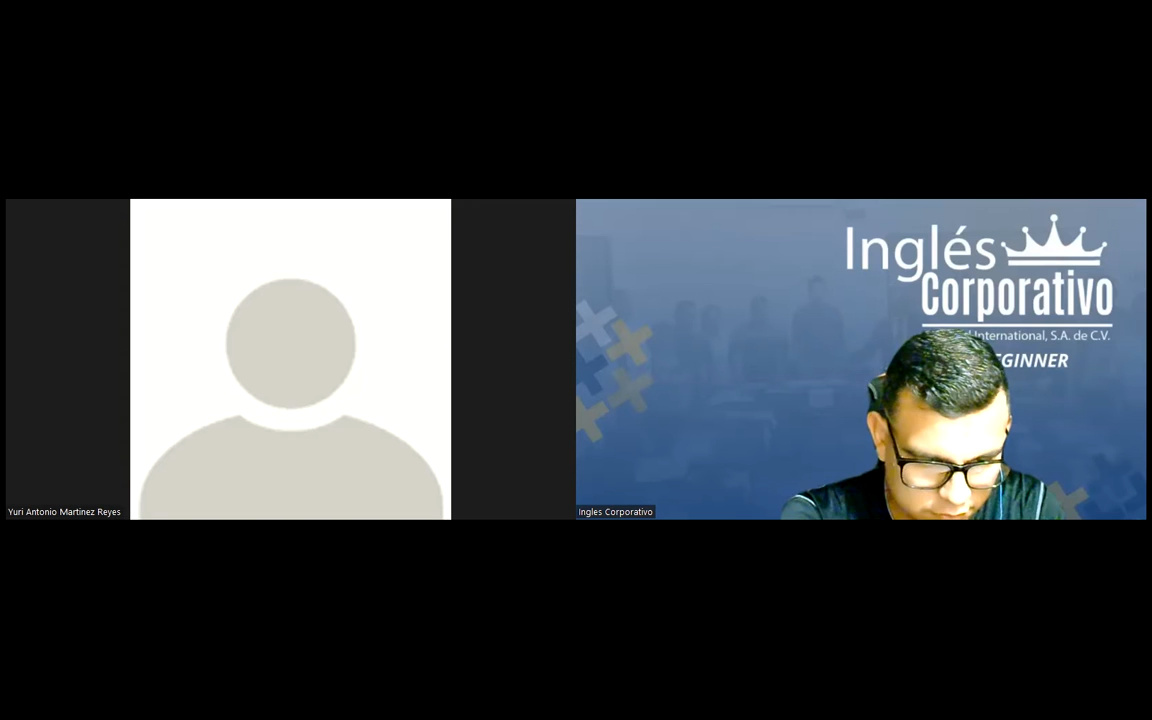 Inglés
Corporativo
International, S.A. de C.V.
Yuri Antonio Martinez Reyes
Ingles Corporativo